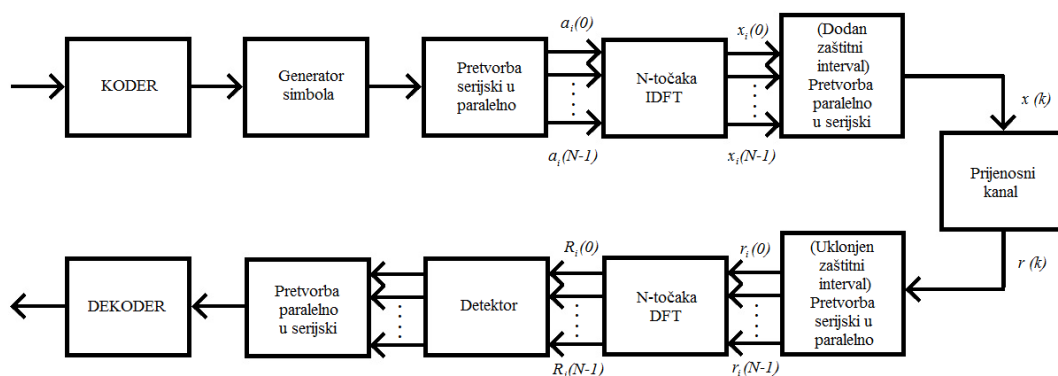 KODER
Generator
simbola
Pretvorba
serijski u
paralelno
a_i(0)
a_i(N-1)
N-točaka
IDFT
x_i(0)
x_i(N-1)
(Dodan
zaštitni
interval)
Pretvorba
paralelno
u serijski
x (k)
Prijenosni
kanal
r (k)
(Uklonjen
zaštitni
interval)
Pretvorba
serijski u
paralelno
r_i(0)
r_i(N-1)
N-točaka
DFT
R_i(0)
R_i(N-1)
Detektor
Pretvorba
paralelno
u serijski
DEKODER